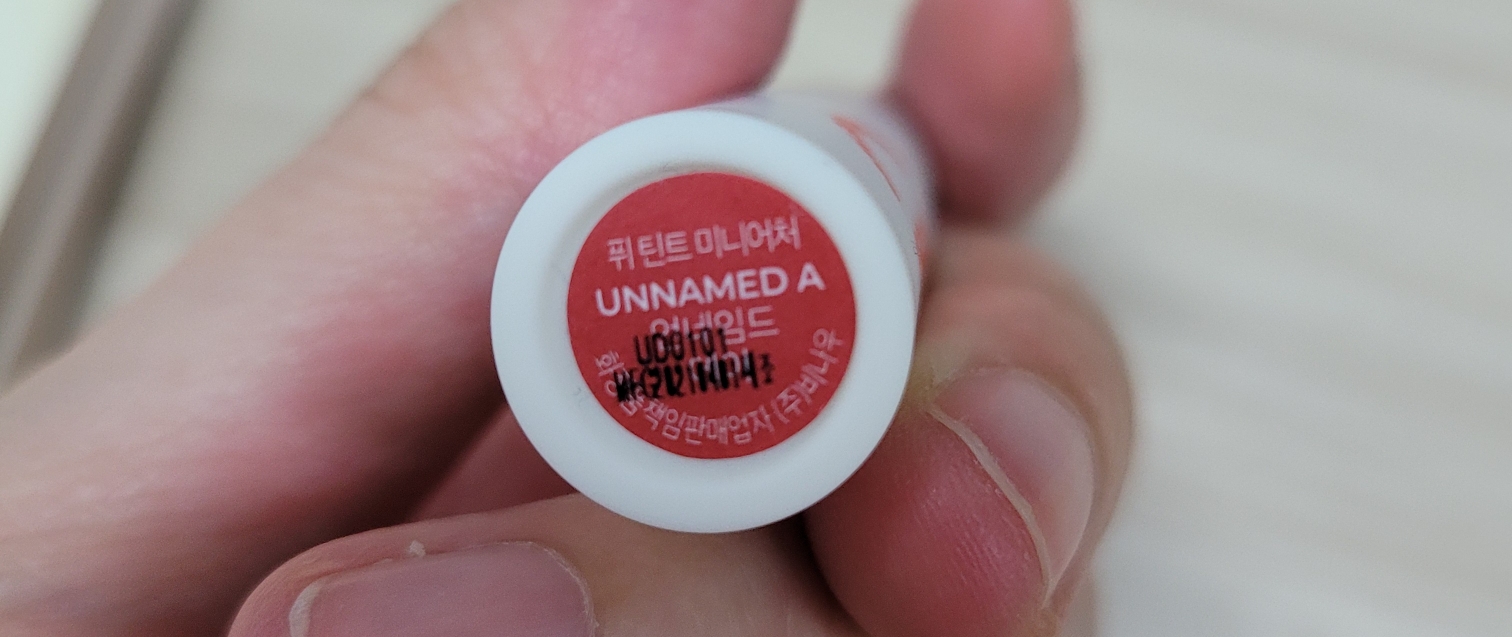 퓌 틴트 미니어처
UNNAMED A
언네임드
UD0101
화장품책임판매업자 (주)비나우